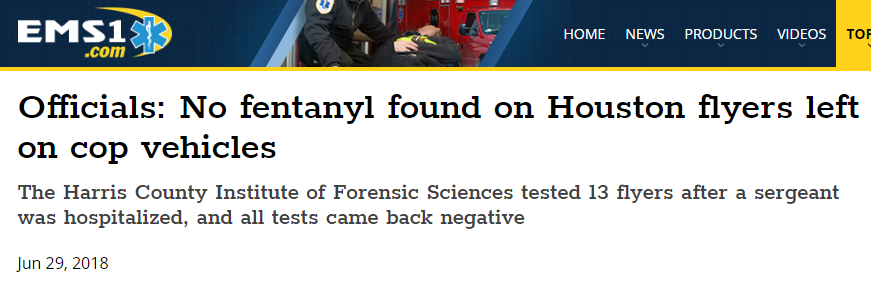 EMS1
.com
HOME NEWS PRODUCTS VIDEOS TOP
Officials: No fentanyl found on Houston flyers left
on cop vehicles
The Harris County Institute of Forensic Sciences tested 13 flyers after a sergeant
was hospitalized, and all tests came back negative
Jun 29, 2018